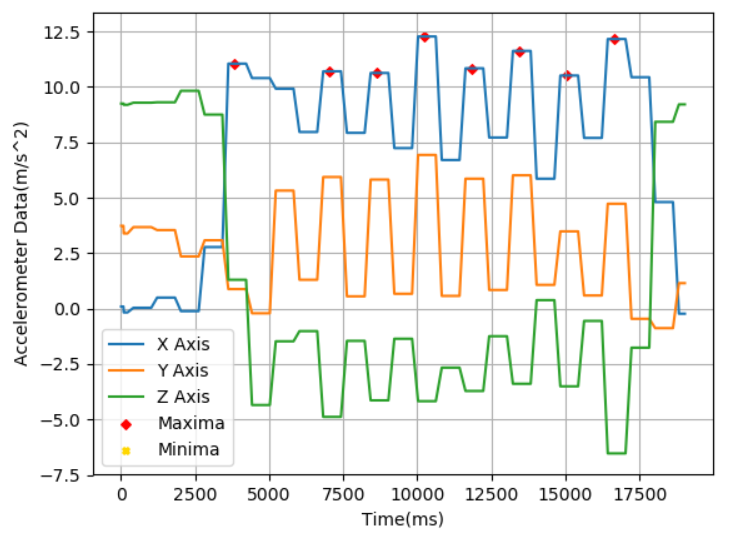 12.5
10.0
7.5
5.0
2.5
0.0
−2.5
−5.0
−7.5
Accelerometer Data(m/s^2)
X Axis
Y Axis
Z Axis
Maxima
Minima
0 2500 5000 7500 10000 12500 15000 17500
Time(ms)